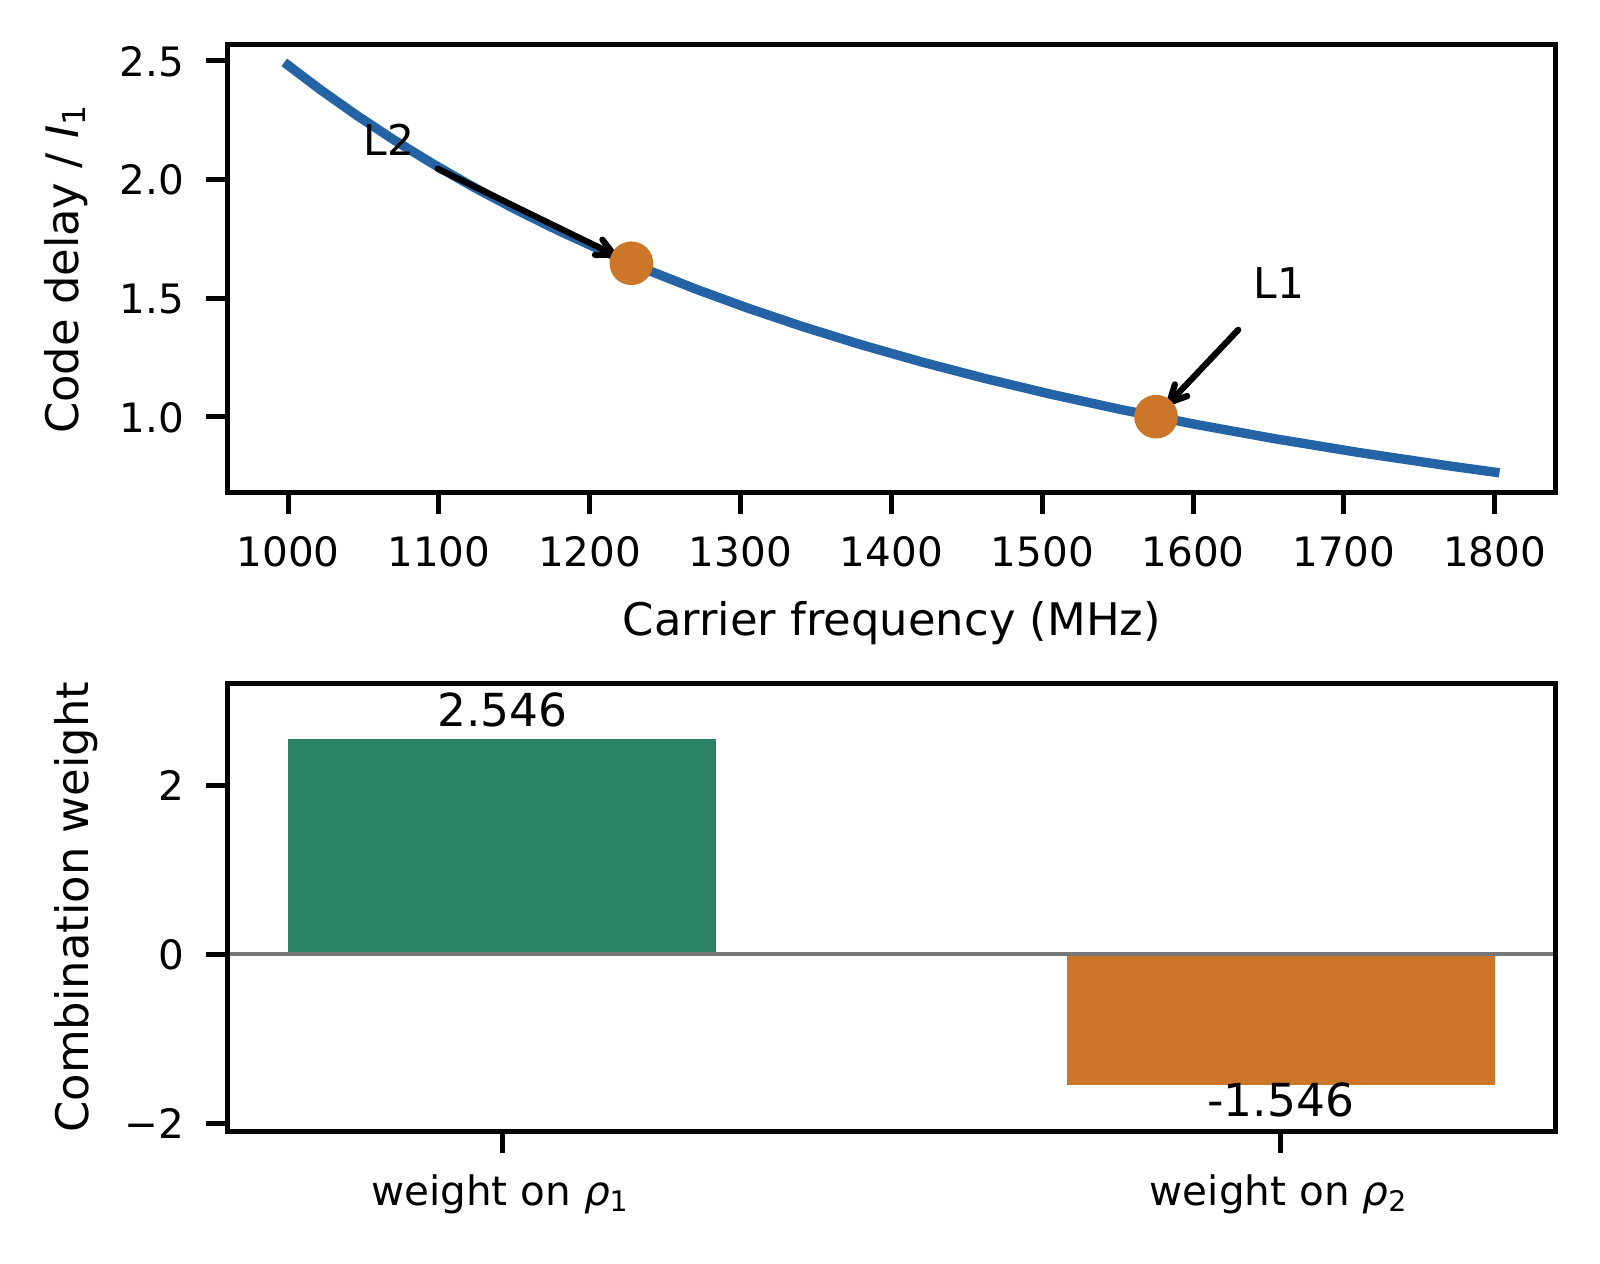 Code delay / I₁
2.5
2.0
1.5
1.0
L2
L1
1000 1100 1200 1300 1400 1500 1600 1700 1800
Carrier frequency (MHz)
Combination weight
2
0
−2
2.546
-1.546
weight on ρ₁ weight on ρ₂